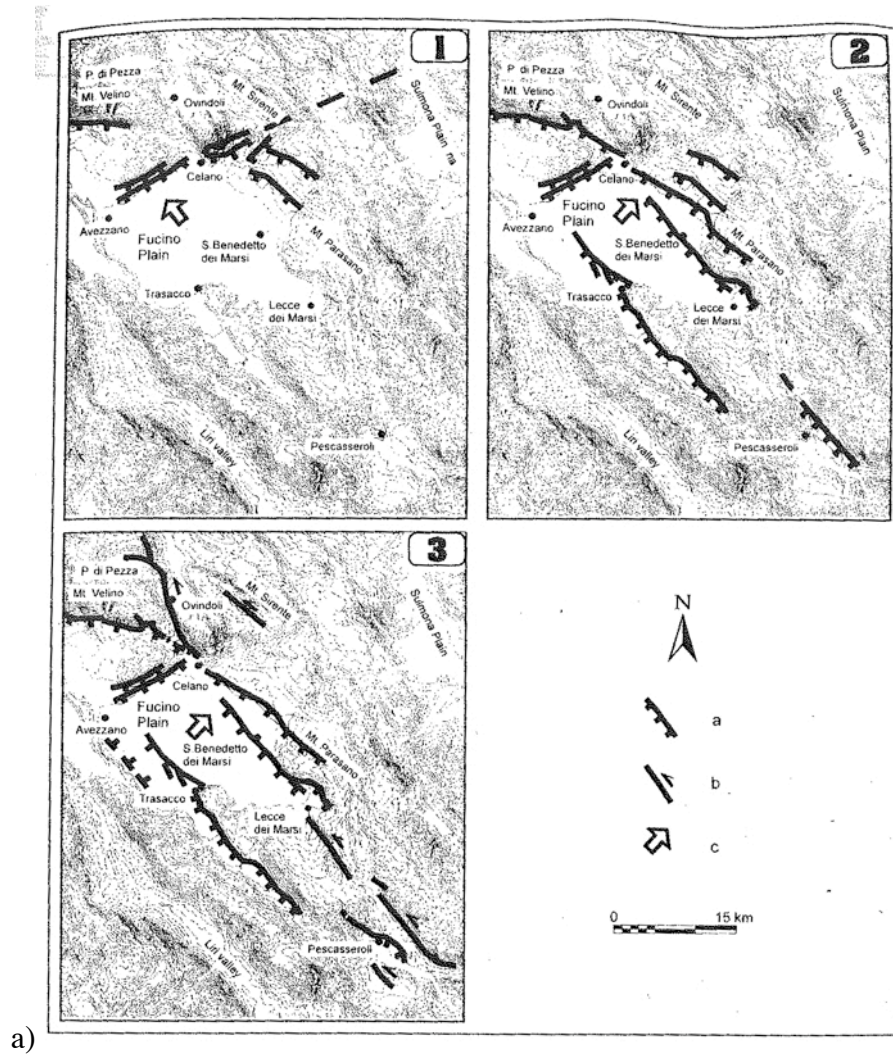 1
P. di Pezza
Mt. Velino
Ovindoli
Mt. Sirente
Sulmona Plain na
Celano
Avezzano
Fucino
Plain
S.Benedetto
dei Marsi
Mt. Parasano
Trasacco
Lecce
dei Marsi
Liri valley
Pescasseroli
2
P. di Pezza
Mt. Velino
Ovindoli
Mt. Sirente
Sulmona Plain
Celano
Avezzano
Fucino
Plain
S.Benedetto
dei Marsi
Mt. Parasano
Trasacco
Lecce
dei Marsi
Liri valley
Pescasseroli
3
P. di Pezza
Mt. Velino
Ovindoli
Mt. Sirente
Sulmona Plain
Celano
Avezzano
Fucino
Plain
S.Benedetto
dei Marsi
Mt. Parasano
Trasacco
Lecce
dei Marsi
Liri valley
Pescasseroli
N
a
b
c
0 15 km
a)